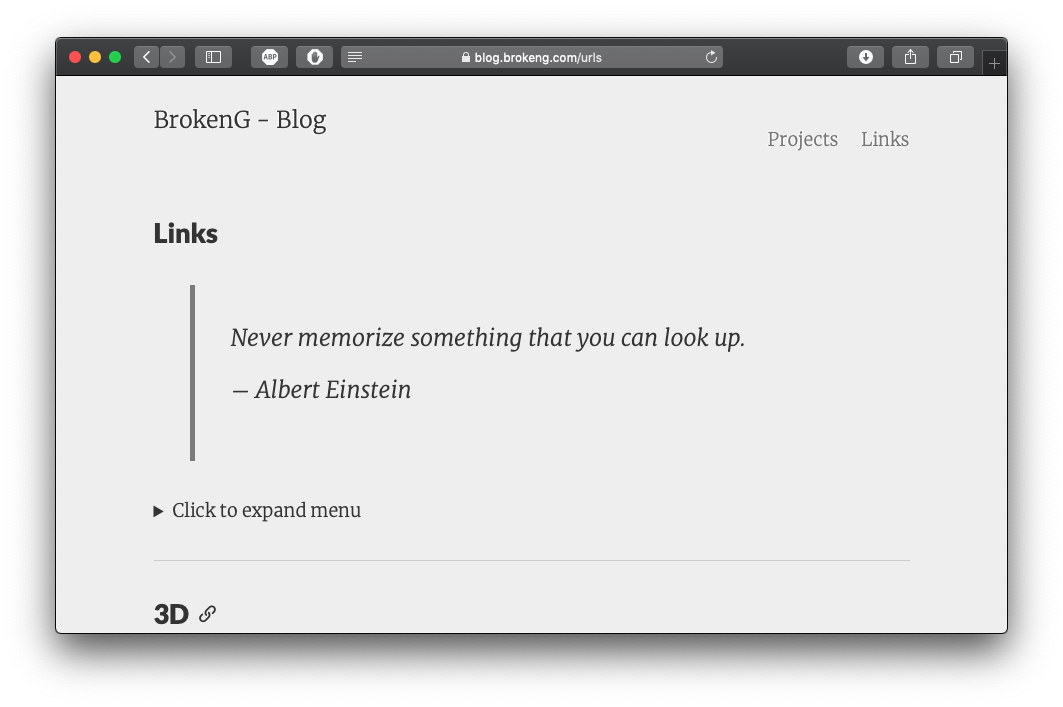 ABP
blog.brokeng.com/urls
BrokenG - Blog
Projects Links
Links
Never memorize something that you can look up.
— Albert Einstein
Click to expand menu
3D